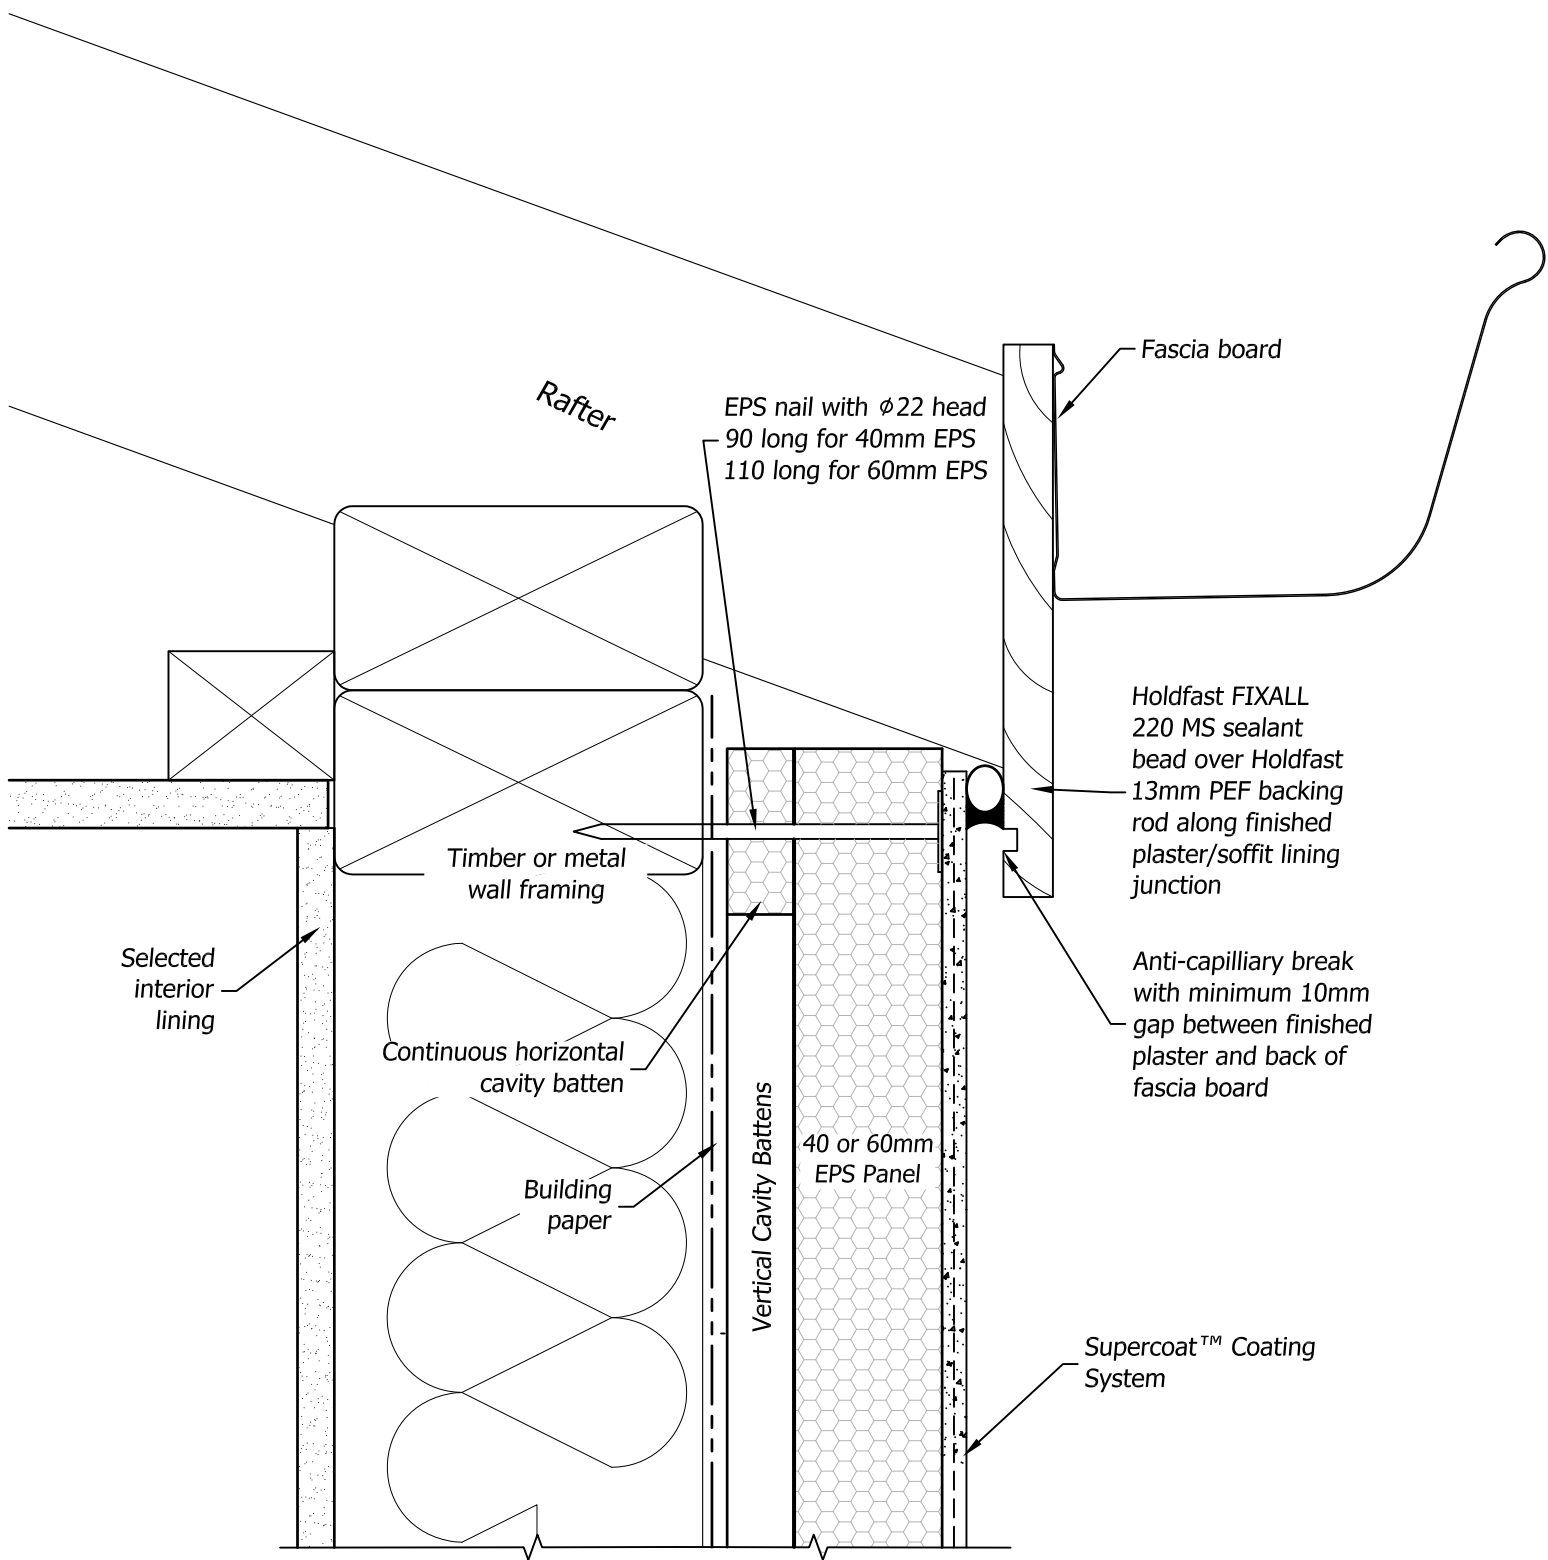 Fascia board
Rafter
EPS nail with ø22 head
90 long for 40mm EPS
110 long for 60mm EPS
Holdfast FIXALL
220 MS sealant
bead over Holdfast
13mm PEF backing
rod along finished
plaster/soffit lining
junction
Timber or metal
wall framing
Selected
interior
lining
Anti-capilliary break
with minimum 10mm
gap between finished
plaster and back of
fascia board
Continuous horizontal
cavity batten
Vertical Cavity Battens
40 or 60mm
EPS Panel
Building
paper
Supercoat™ Coating
System